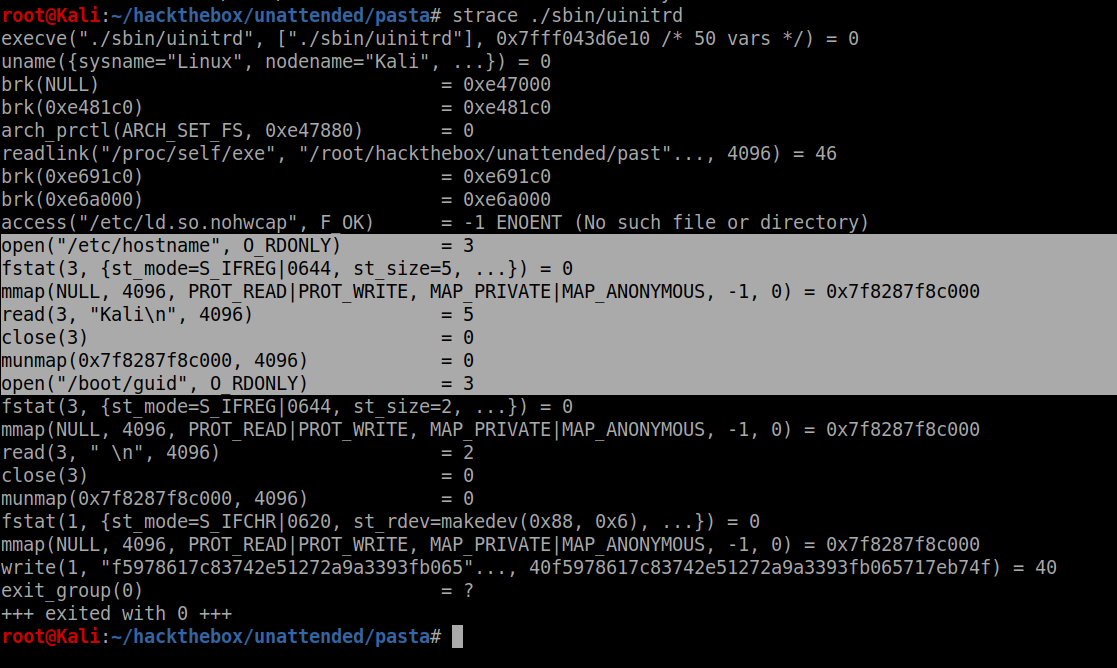 root@Kali:~/hackthebox/unattended/pasta# strace ./sbin/uinitrd
execve("./sbin/uinitrd", ["./sbin/uinitrd"], 0x7fff043d6e10 /* 50 vars */) = 0
uname({sysname="Linux", nodename="Kali", ...}) = 0
brk(NULL)                               = 0xe47000
brk(0xe481c0)                           = 0xe481c0
arch_prctl(ARCH_SET_FS, 0xe47880)       = 0
readlink("/proc/self/exe", "/root/hackthebox/unattended/past"..., 4096) = 46
brk(0xe691c0)                           = 0xe691c0
brk(0xe6a000)                           = 0xe6a000
access("/etc/ld.so.nohwcap", F_OK)      = -1 ENOENT (No such file or directory)
open("/etc/hostname", O_RDONLY)         = 3
fstat(3, {st_mode=S_IFREG|0644, st_size=5, ...}) = 0
mmap(NULL, 4096, PROT_READ|PROT_WRITE, MAP_PRIVATE|MAP_ANONYMOUS, -1, 0) = 0x7f8287f8c000
read(3, "Kali\n", 4096)                 = 5
close(3)                                = 0
munmap(0x7f8287f8c000, 4096)            = 0
open("/boot/guid", O_RDONLY)            = 3
fstat(3, {st_mode=S_IFREG|0644, st_size=2, ...}) = 0
mmap(NULL, 4096, PROT_READ|PROT_WRITE, MAP_PRIVATE|MAP_ANONYMOUS, -1, 0) = 0x7f8287f8c000
read(3, " \n", 4096)                    = 2
close(3)                                = 0
munmap(0x7f8287f8c000, 4096)            = 0
fstat(1, {st_mode=S_IFCHR|0620, st_rdev=makedev(0x88, 0x6), ...}) = 0
mmap(NULL, 4096, PROT_READ|PROT_WRITE, MAP_PRIVATE|MAP_ANONYMOUS, -1, 0) = 0x7f8287f8c000
write(1, "f5978617c83742e51272a9a3393fb065"..., 40f5978617c83742e51272a9a3393fb065717eb74f) = 40
exit_group(0)                           = ?
+++ exited with 0 +++
root@Kali:~/hackthebox/unattended/pasta#